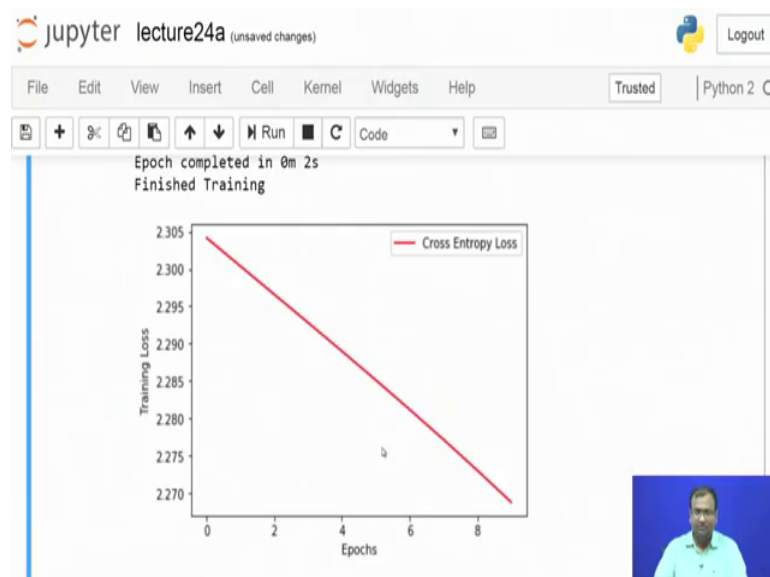 jupyter lecture24a (unsaved changes) Logout
File Edit View Insert Cell Kernel Widgets Help Trusted Python 2
Run Code
Epoch completed in 0m 2s
Finished Training
Cross Entropy Loss
2.305
2.300
2.295
2.290
2.285
2.280
2.275
2.270
Training Loss
0 2 4 6 8
Epochs